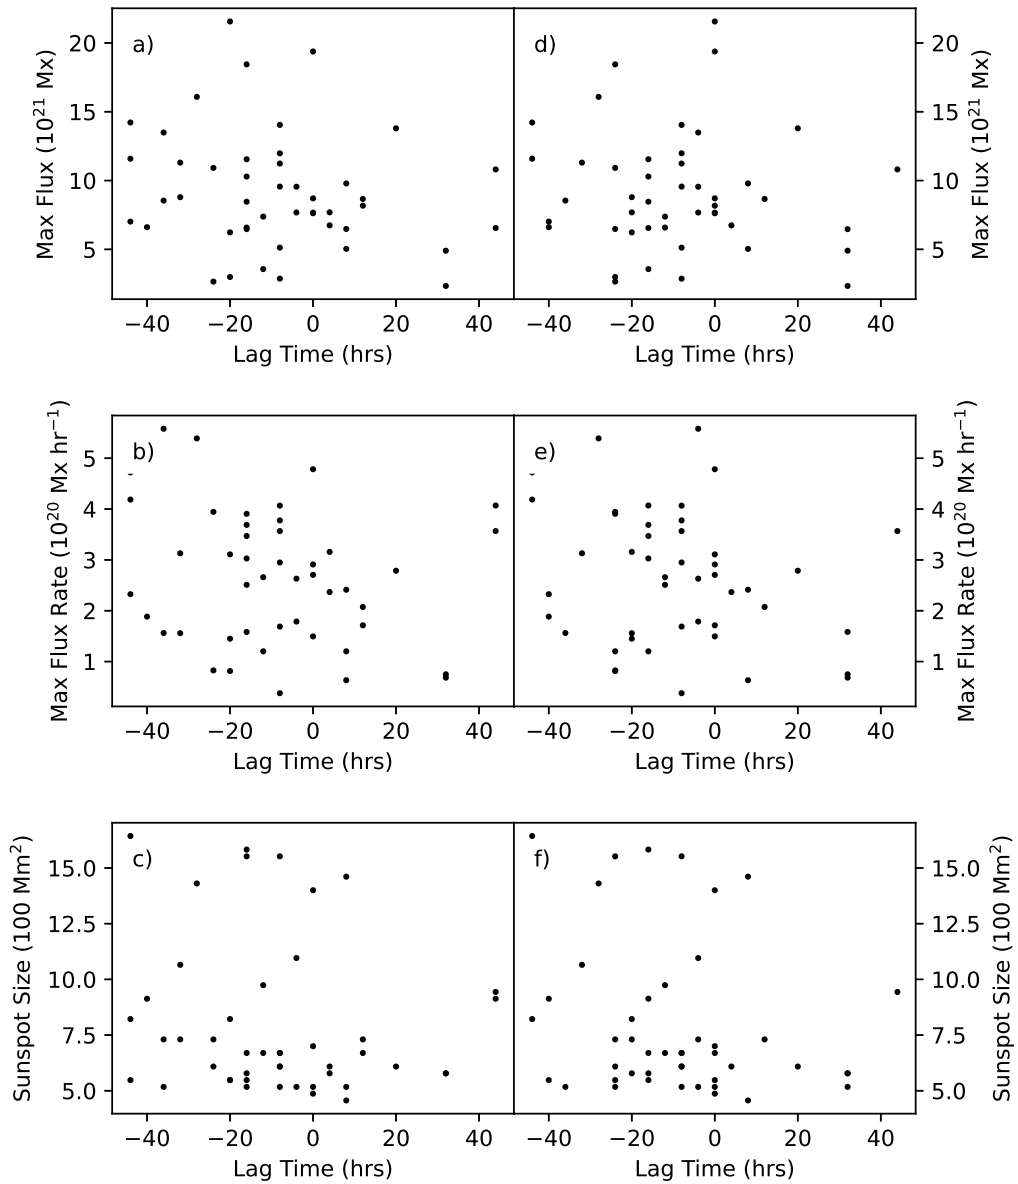 a)
d)
20
15
10
5
Max Flux (10²¹ Mx)
20
15
10
5
Max Flux (10²¹ Mx)
−40 −20 0 20 40
Lag Time (hrs)
−40 −20 0 20 40
Lag Time (hrs)
b)
e)
5
4
3
2
1
Max Flux Rate (10²⁰ Mx hr⁻¹)
5
4
3
2
1
Max Flux Rate (10²⁰ Mx hr⁻¹)
−40 −20 0 20 40
Lag Time (hrs)
−40 −20 0 20 40
Lag Time (hrs)
c)
f)
15.0
12.5
10.0
7.5
5.0
Sunspot Size (100 Mm²)
15.0
12.5
10.0
7.5
5.0
Sunspot Size (100 Mm²)
−40 −20 0 20 40
Lag Time (hrs)
−40 −20 0 20 40
Lag Time (hrs)